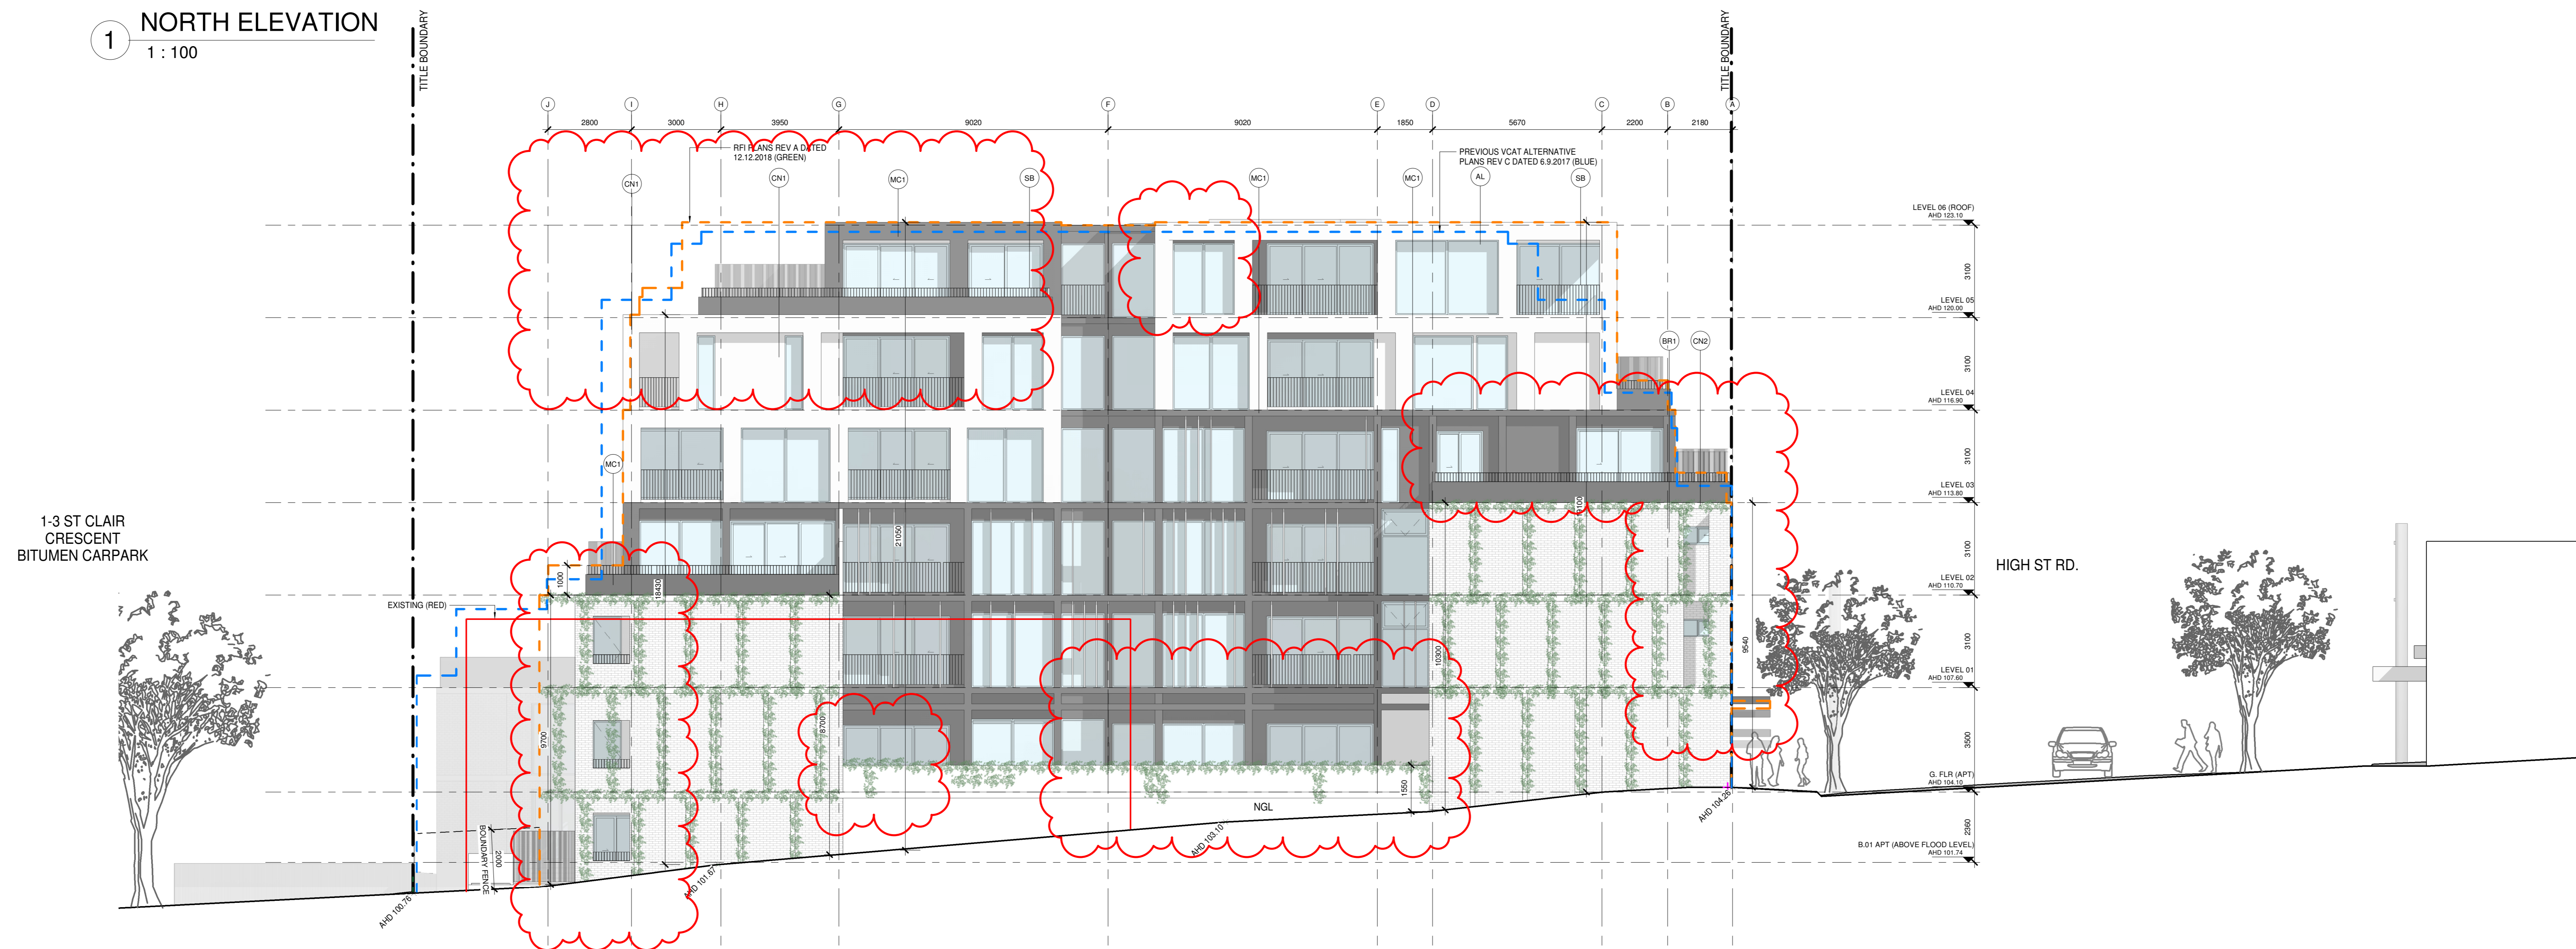 1
NORTH ELEVATION
1 : 100
TITLE BOUNDARY
TITLE BOUNDARY
J
I
H
G
F
E
D
C
B
A
2800
3000
3950
9020
9020
1850
5670
2200
2180
RFI PLANS REV A DATED
12.12.2018 (GREEN)
PREVIOUS VCAT ALTERNATIVE
PLANS REV C DATED 6.9.2017 (BLUE)
CN1
CN1
MC1
SB
MC1
MC1
AL
SB
LEVEL 06 (ROOF)
AHD 123.10
3100
LEVEL 05
AHD 120.00
BR1
CN2
3100
LEVEL 04
AHD 116.90
MC1
3100
LEVEL 03
AHD 113.80
1-3 ST CLAIR
CRESCENT
BITUMEN CARPARK
21050
19100
3100
HIGH ST RD.
1000
18430
LEVEL 02
AHD 110.70
EXISTING (RED)
10300
9540
3100
LEVEL 01
AHD 107.60
9700
8700
3500
G. FLR (APT)
AHD 104.10
1550
NGL
AHD 104.26
BOUNDARY FENCE
2000
AHD 103.10
2360
B.01 APT (ABOVE FLOOD LEVEL)
AHD 101.74
AHD 101.67
AHD 100.76